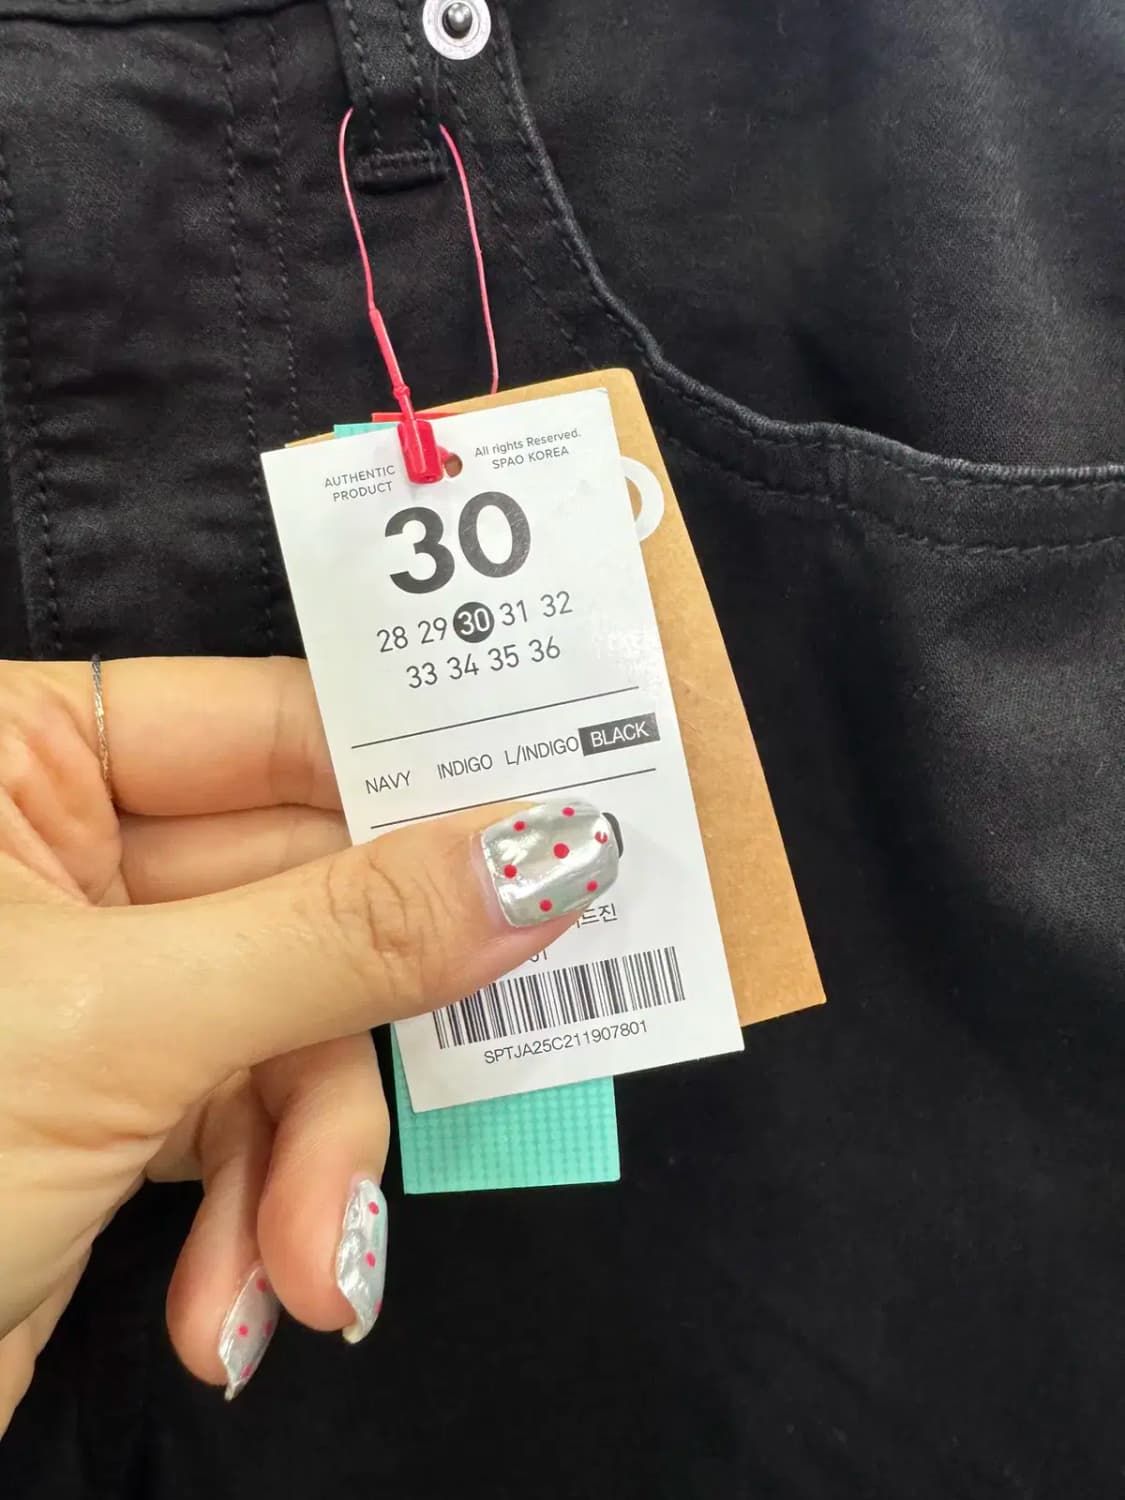 AUTHENTIC
PRODUCT
All rights Reserved.
SPAO KOREA
30
28 29 30 31 32
33 34 35 36
NAVY INDIGO L/INDIGO BLACK
SPTJA25C211907801